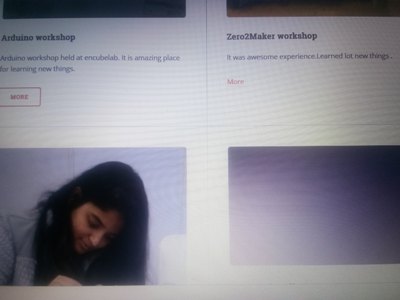 Arduino workshop
Arduino workshop held at encubelab. It is amazing place
for learning new things.
MORE
Zero2Maker workshop
It was awesome experience.Learned lot new things .
More